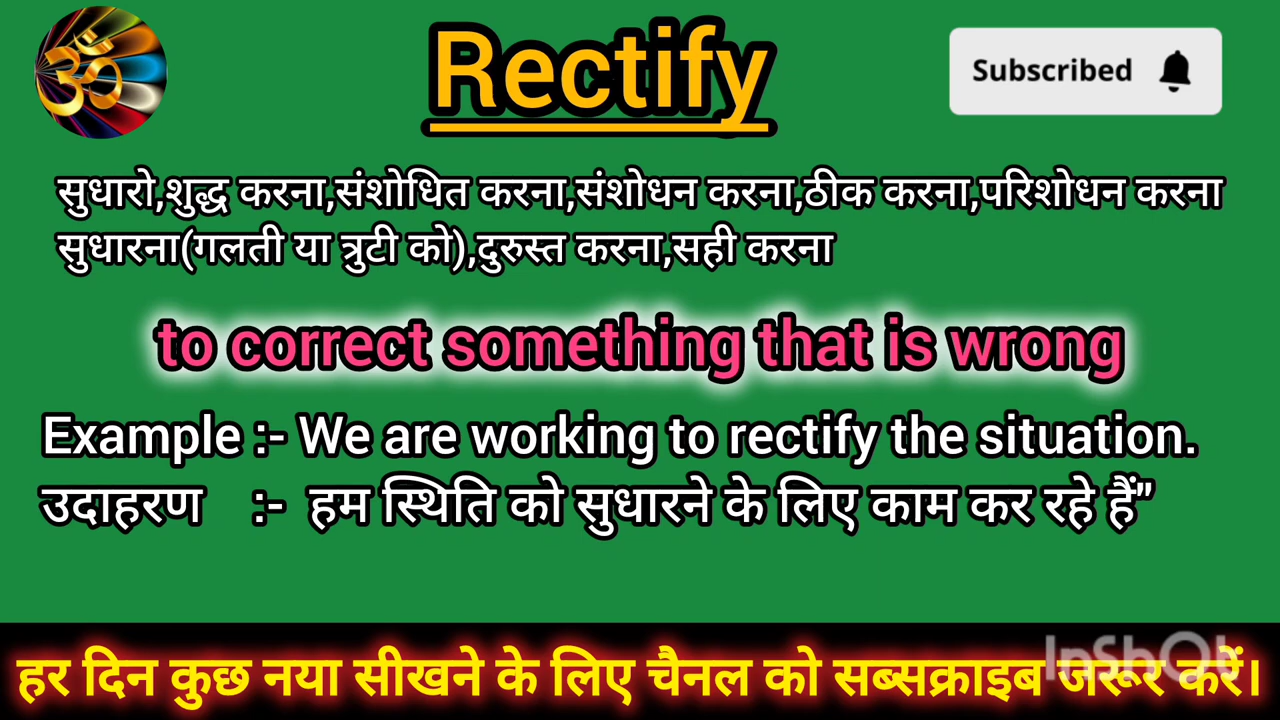 ॐ
Rectify
Subscribed
सुधारो,शुद्ध करना,संशोधित करना,संशोधन करना,ठीक करना,परिशोधन करना
सुधारना(गलती या त्रुटी को),दुरुस्त करना,सही करना
to correct something that is wrong
Example :- We are working to rectify the situation.
उदाहरण :- हम स्थिति को सुधारने के लिए काम कर रहे हैं"
हर दिन कुछ नया सीखने के लिए चैनल को सब्सक्राइब जरूर करें।
InShOt